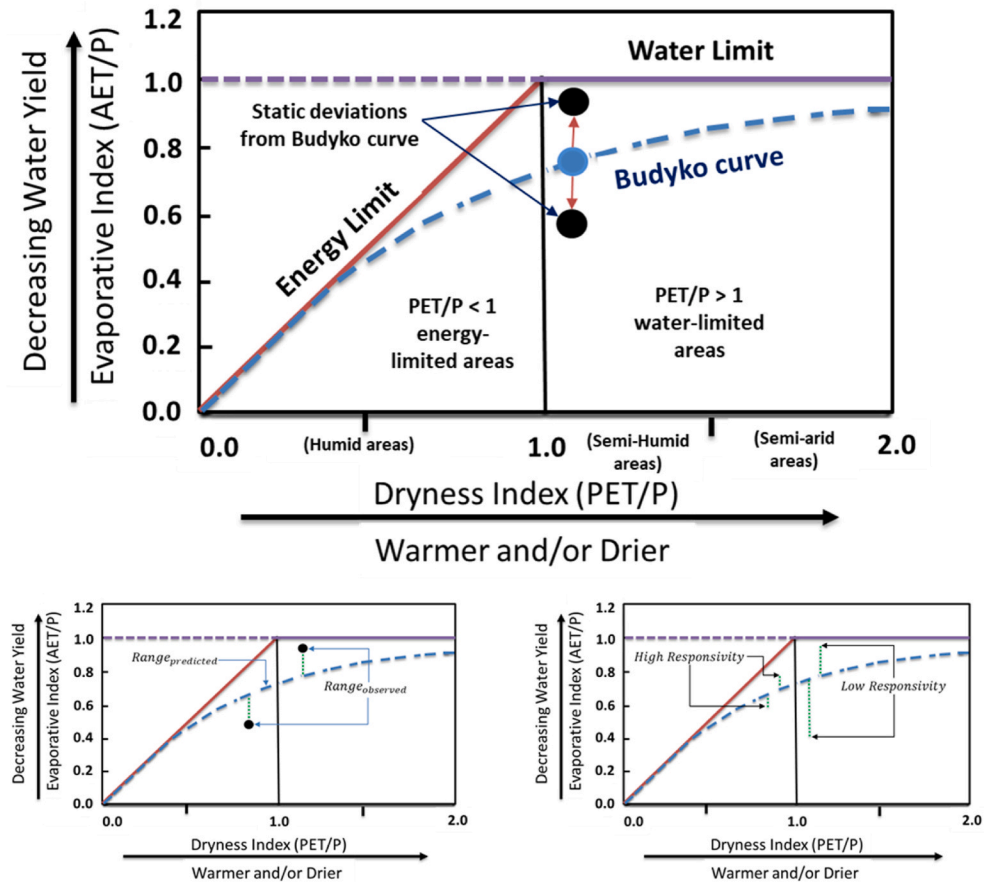 Decreasing Water Yield
Evaporative Index (AET/P)
1.2
1.0
0.8
0.6
0.4
0.2
0.0
Water Limit
Static deviations
from Budyko curve
Budyko curve
Energy Limit
PET/P < 1
energy-
limited areas
PET/P > 1
water-limited
areas
0.0
(Humid areas)
1.0
(Semi-Humid
areas)
(Semi-arid
areas)
2.0
Dryness Index (PET/P)
Warmer and/or Drier
Decreasing Water Yield
Evaporative Index (AET/P)
1.2
1.0
0.8
0.6
0.4
0.2
0.0
Range_predicted
Range_observed
0.0
1.0
2.0
Dryness Index (PET/P)
Warmer and/or Drier
Decreasing Water Yield
Evaporative Index (AET/P)
1.2
1.0
0.8
0.6
0.4
0.2
0.0
High Responsivity
Low Responsivity
0.0
1.0
2.0
Dryness Index (PET/P)
Warmer and/or Drier